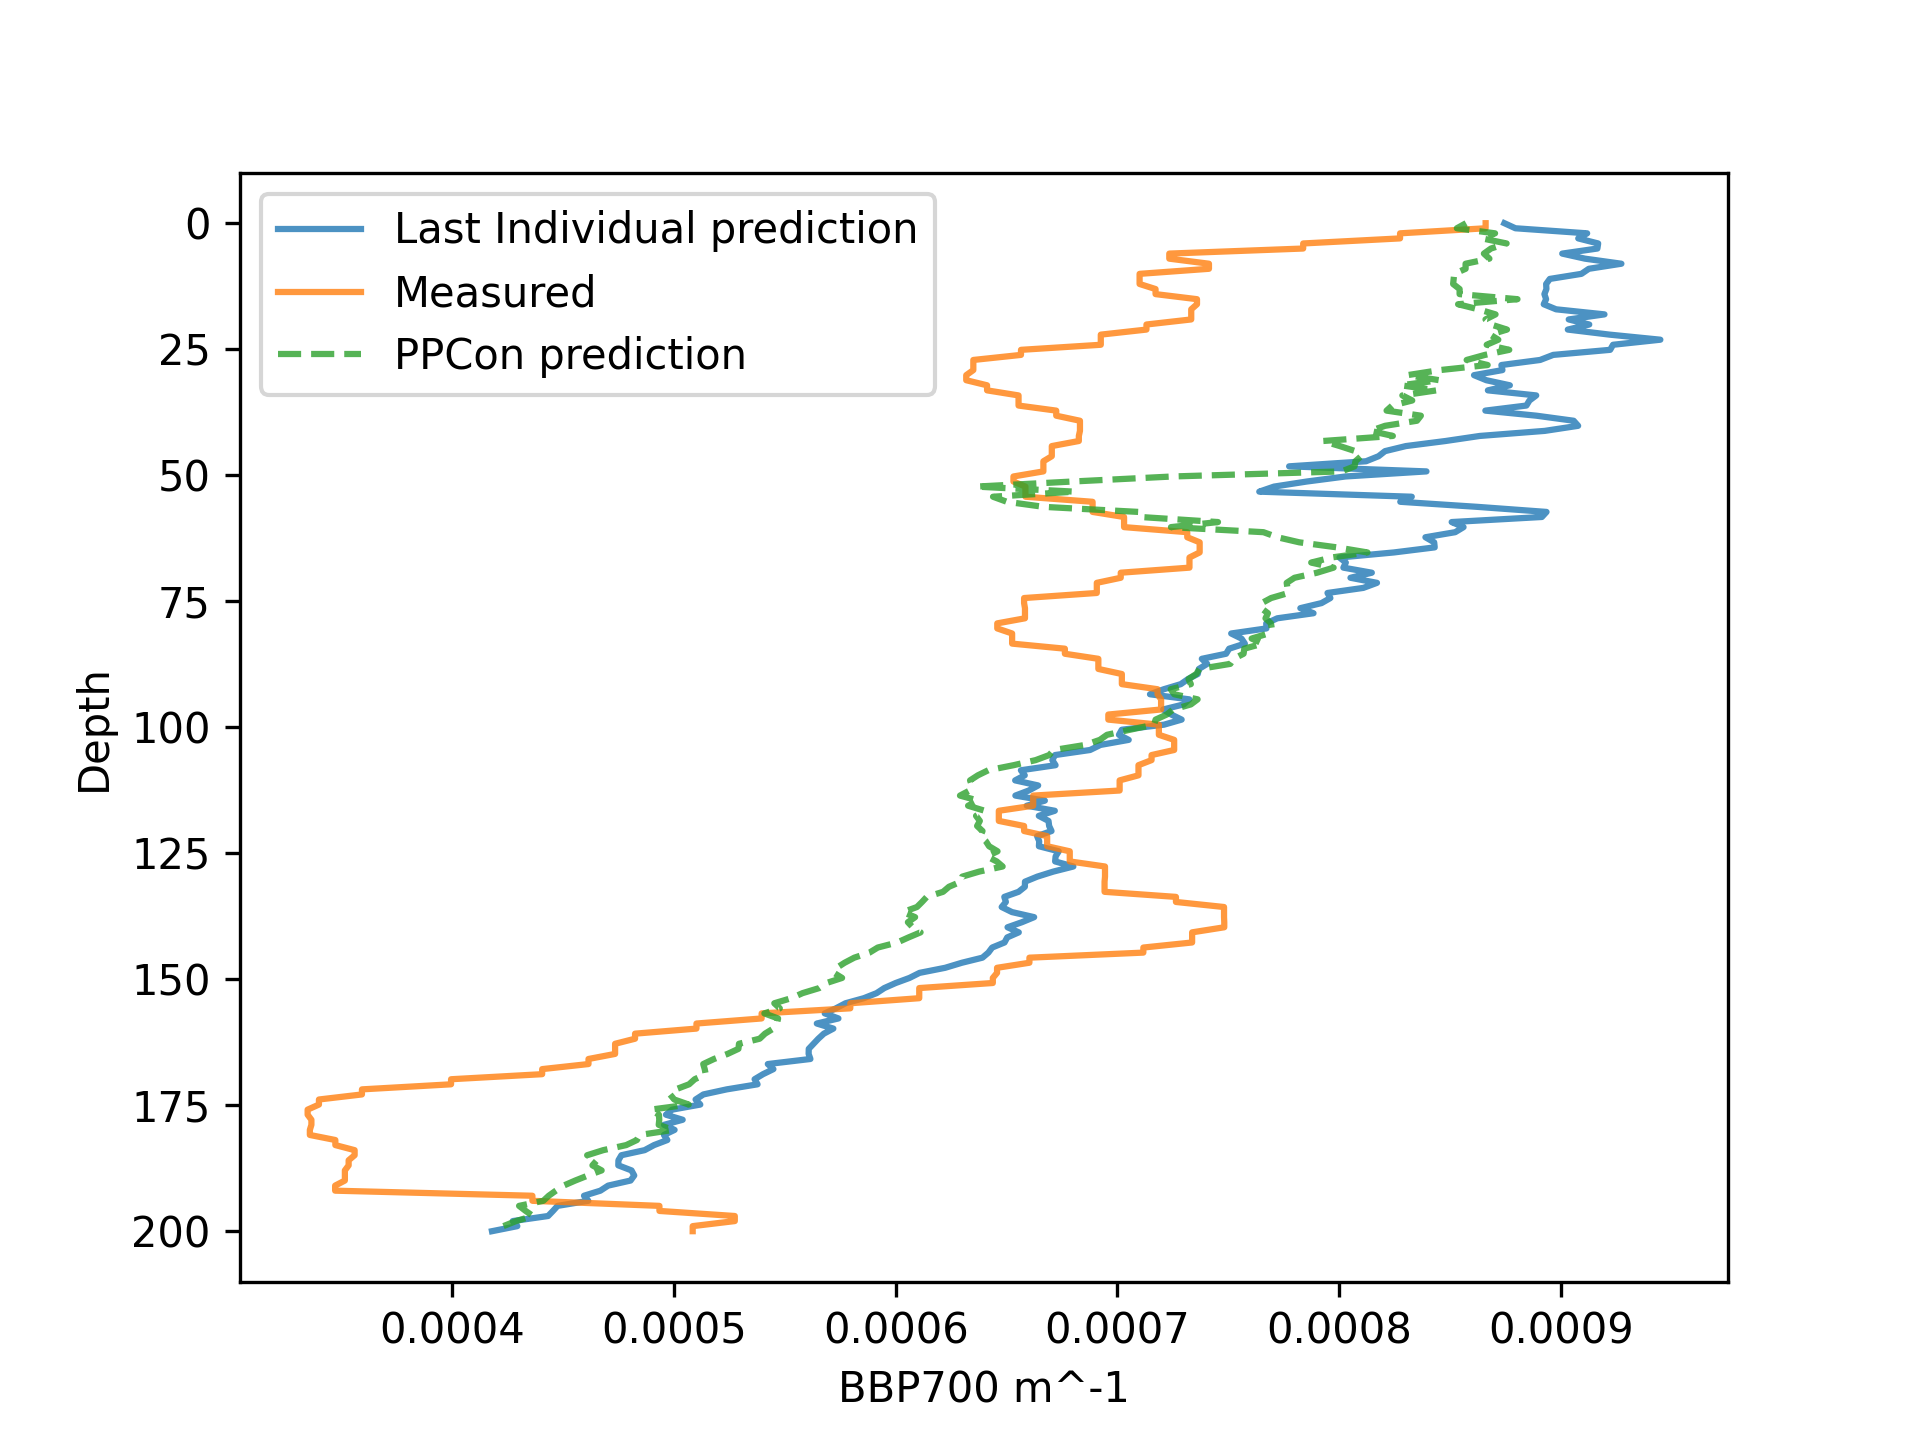 Last Individual prediction
Measured
PPCon prediction
0
25
50
75
100
125
150
175
200
Depth
0.0004 0.0005 0.0006 0.0007 0.0008 0.0009
BBP700 m^-1